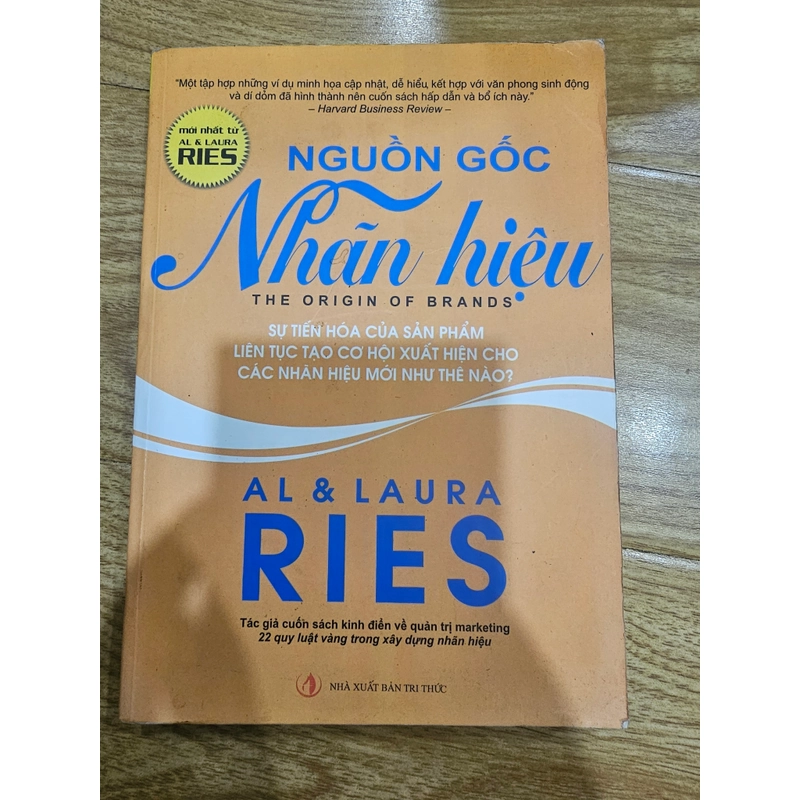 “Một tập hợp những ví dụ minh họa cập nhật, dễ hiểu, kết hợp với văn phong sinh động
và dí dỏm đã hình thành nên cuốn sách hấp dẫn và bổ ích này.”
– Harvard Business Review –
mới nhất từ
AL & LAURA
RIES
NGUỒN GỐC
Nhãn hiệu
THE ORIGIN OF BRANDS
SỰ TIẾN HÓA CỦA SẢN PHẨM
LIÊN TỤC TẠO CƠ HỘI XUẤT HIỆN CHO
CÁC NHÃN HIỆU MỚI NHƯ THẾ NÀO?
AL & LAURA
RIES
Tác giả cuốn sách kinh điển về quản trị marketing
22 quy luật vàng trong xây dựng nhãn hiệu
NHÀ XUẤT BẢN TRI THỨC